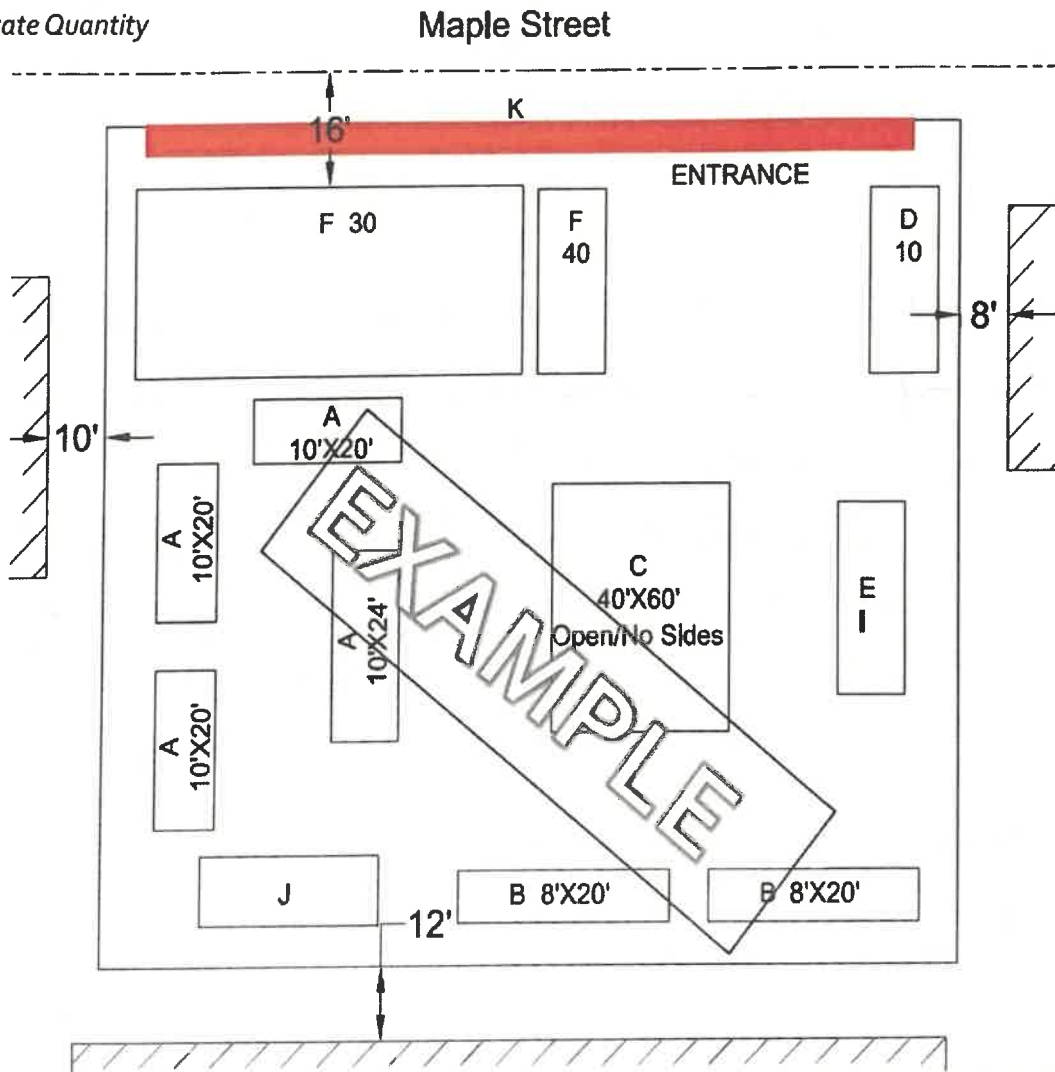 ate Quantity
Maple Street
K
16'
ENTRANCE
F 30
F
40
D
10
8'
10'
A
10'X20'
A
10'X20'
A
10'X24'
C
40'X60'
Open/No Sides
E
I
EXAMPLE
A
10'X20'
J
B 8'X20'
B 8'X20'
12'